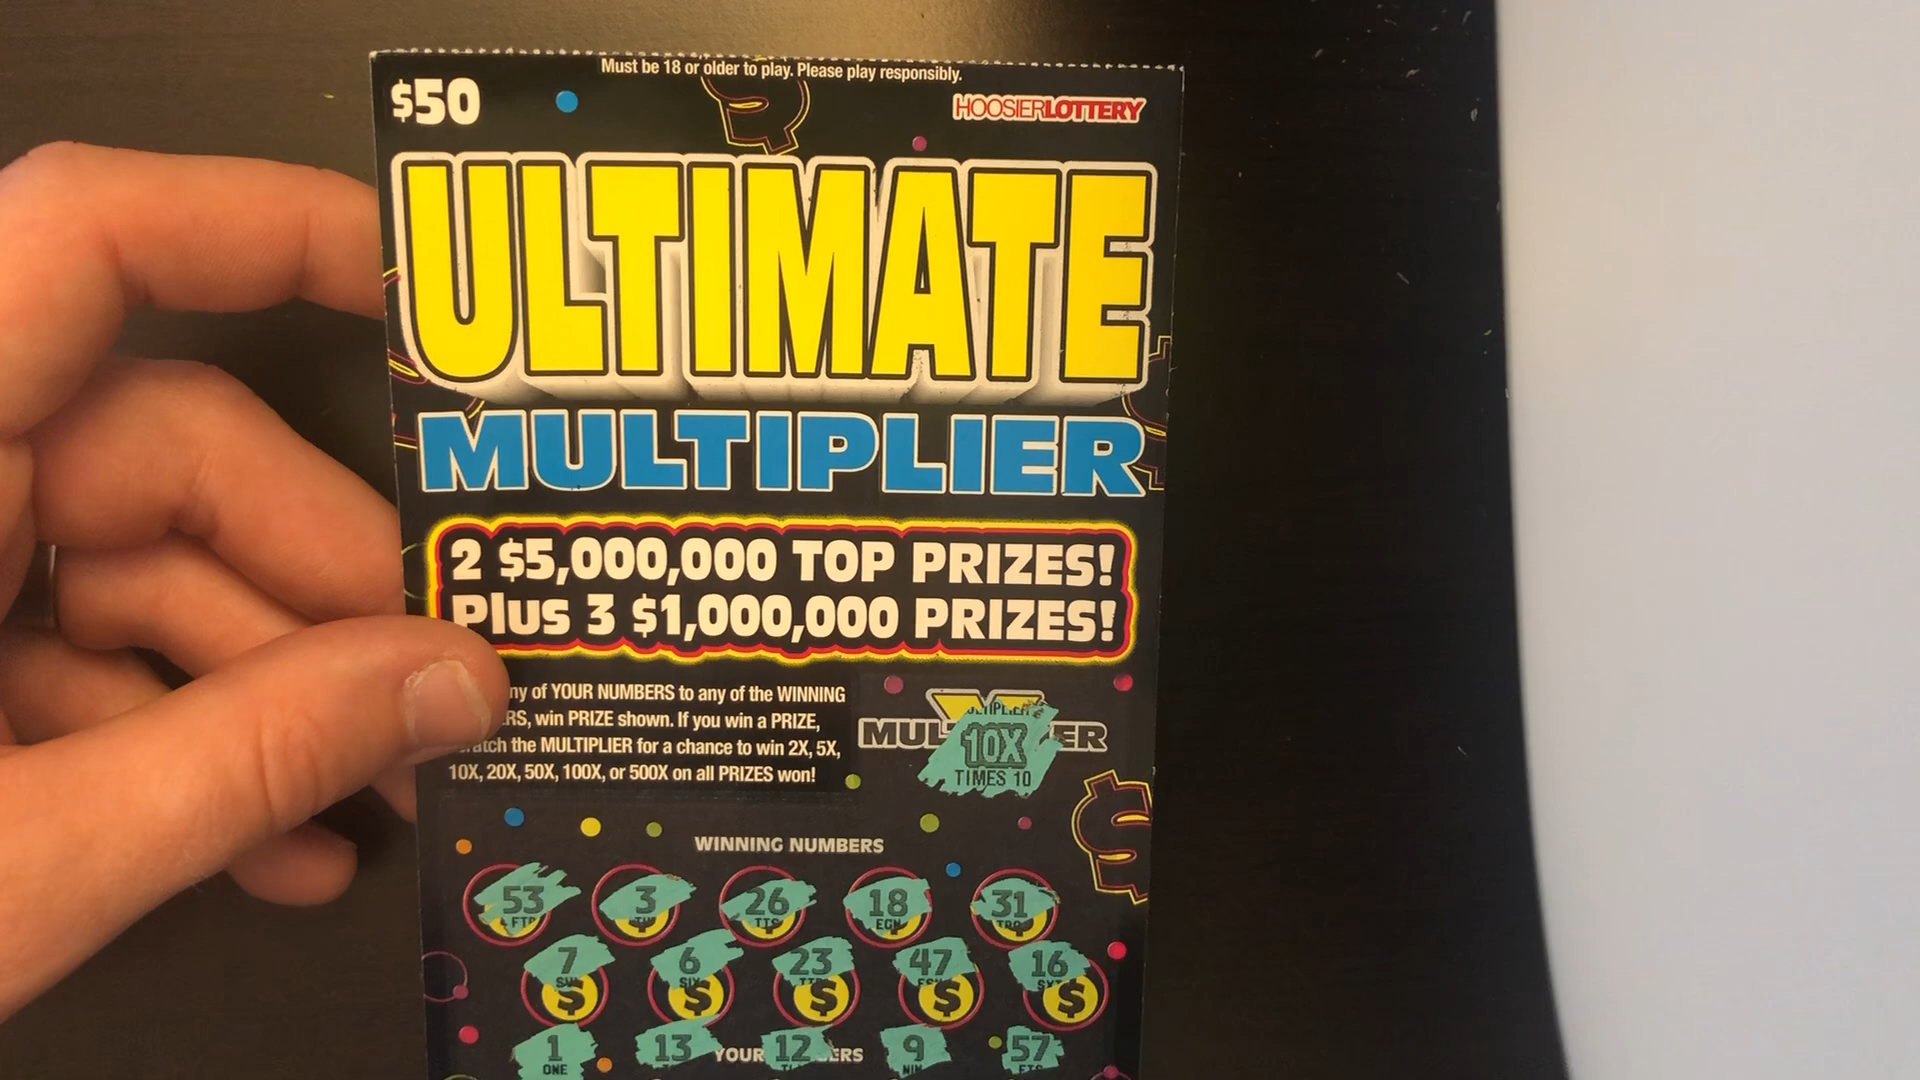 Must be 18 or older to play. Please play responsibly.
$50
HOOSIERLOTTERY
ULTIMATE
MULTIPLIER
2 $5,000,000 TOP PRIZES!
Plus 3 $1,000,000 PRIZES!
of YOUR NUMBERS to any of the WINNING
win PRIZE shown. If you win a PRIZE,
the MULTIPLIER for a chance to win 2X, 5X,
10X, 20X, 50X, 100X, or 500X on all PRIZES won!
10X
TIMES 10
WINNING NUMBERS
53 3 26 18 31
7 6 23 47 16
SIX
1 13 12 9 57
ONE
YOUR